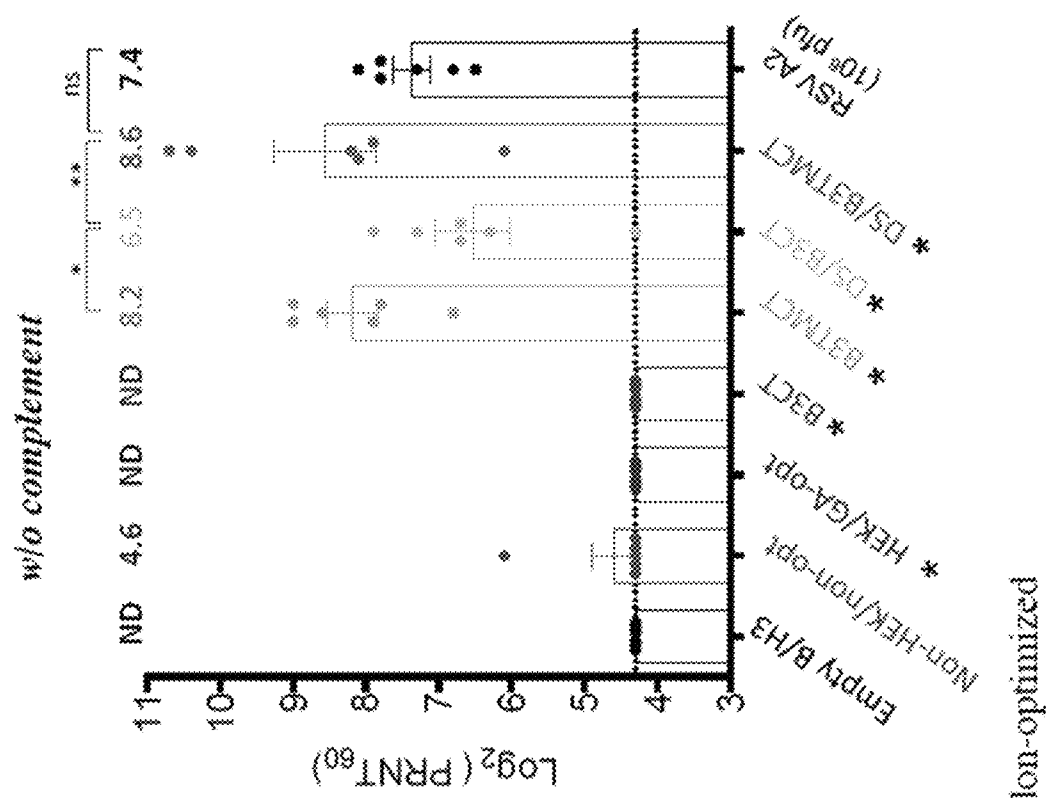 w/o complement
* ** ns
ND 4.6 ND ND 8.2 6.5 8.6 7.4
11
10
9
8
7
6
5
4
3
Log2 (PRNT60)
Empty B/H3
Non-HEK/non-opt
* HEK/GA-opt
* B3CT
* B3TMCT
* DS/B3CT
* DS/B3TMCT
RSV A2
(10⁶ pfu)
lon-optimized